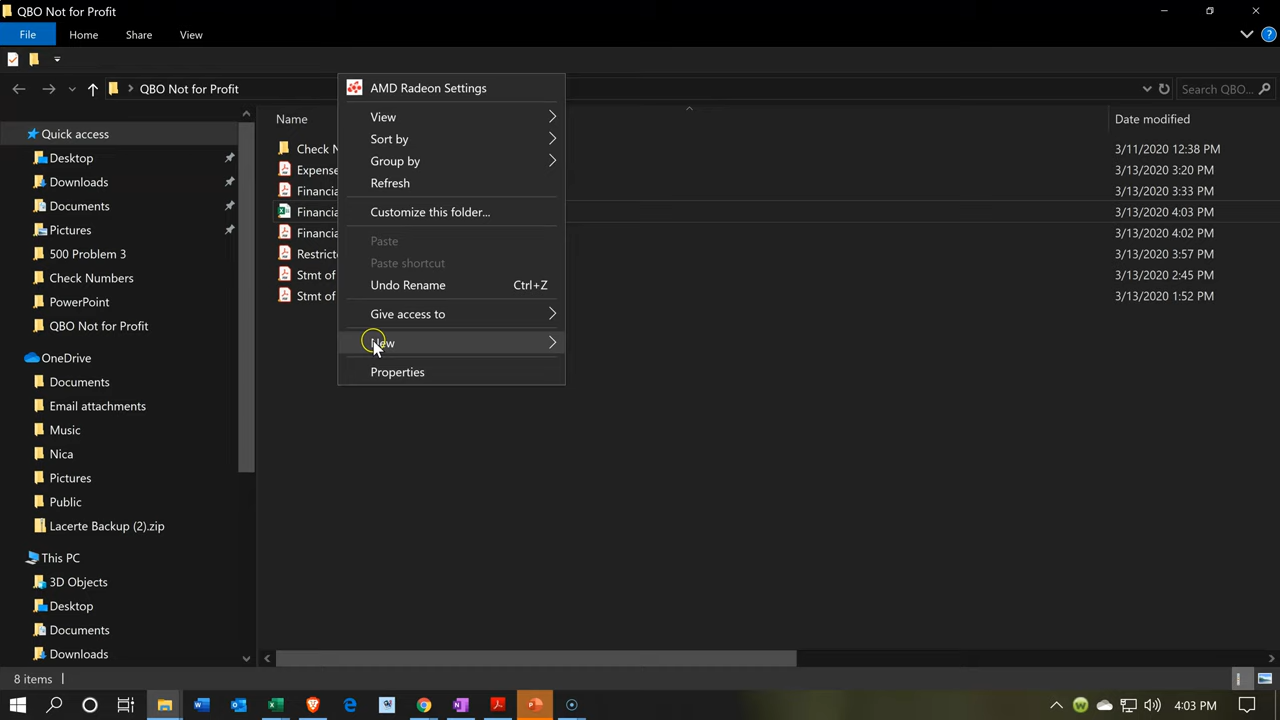 QBO Not for Profit
File Home Share View
QBO Not for Profit
Search QBO...
Quick access
Desktop
Downloads
Documents
Pictures
500 Problem 3
Check Numbers
PowerPoint
QBO Not for Profit
OneDrive
Documents
Email attachments
Music
Nica
Pictures
Public
Lacerte Backup (2).zip
This PC
3D Objects
Desktop
Documents
Downloads
Name Date modified
Check N 3/11/2020 12:38 PM
Expense 3/13/2020 3:20 PM
Financia 3/13/2020 3:33 PM
Financia 3/13/2020 4:03 PM
Financia 3/13/2020 4:02 PM
Restricte 3/13/2020 3:57 PM
Stmt of 3/13/2020 2:45 PM
Stmt of 3/13/2020 1:52 PM
AMD Radeon Settings
View
Sort by
Group by
Refresh
Customize this folder...
Paste
Paste shortcut
Undo Rename Ctrl+Z
Give access to
New
Properties
8 items
4:03 PM